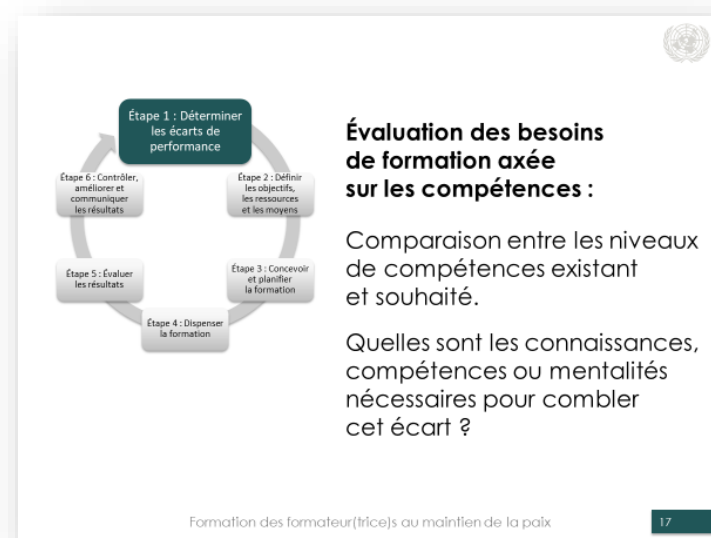 Étape 1 : Déterminer
les écarts de
performance
Étape 2 : Définir
les objectifs,
les ressources
et les moyens
Étape 3 : Concevoir
et planifier
la formation
Étape 4 : Dispenser
la formation
Étape 5 : Évaluer
les résultats
Étape 6 : Contrôler,
améliorer et
communiquer
les résultats
Évaluation des besoins
de formation axée
sur les compétences :
Comparaison entre les niveaux
de compétences existant
et souhaité.
Quelles sont les connaissances,
compétences ou mentalités
nécessaires pour combler
cet écart ?
Formation des formateur(trice)s au maintien de la paix
17